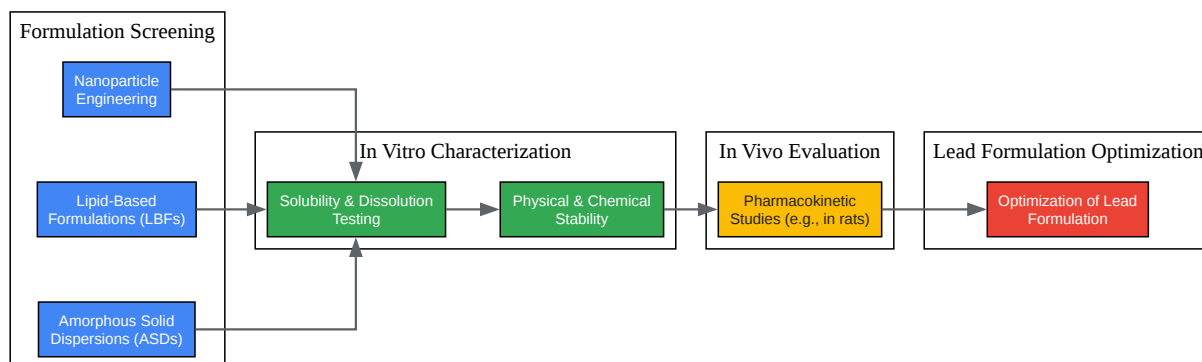 Formulation Screening
Nanoparticle
Engineering
Lipid-Based
Formulations (LBFs)
Amorphous Solid
Dispersions (ASDs)
In Vitro Characterization
Solubility & Dissolution
Testing
Physical & Chemical
Stability
In Vivo Evaluation
Pharmacokinetic
Studies (e.g., in rats)
Lead Formulation Optimization
Optimization of Lead
Formulation